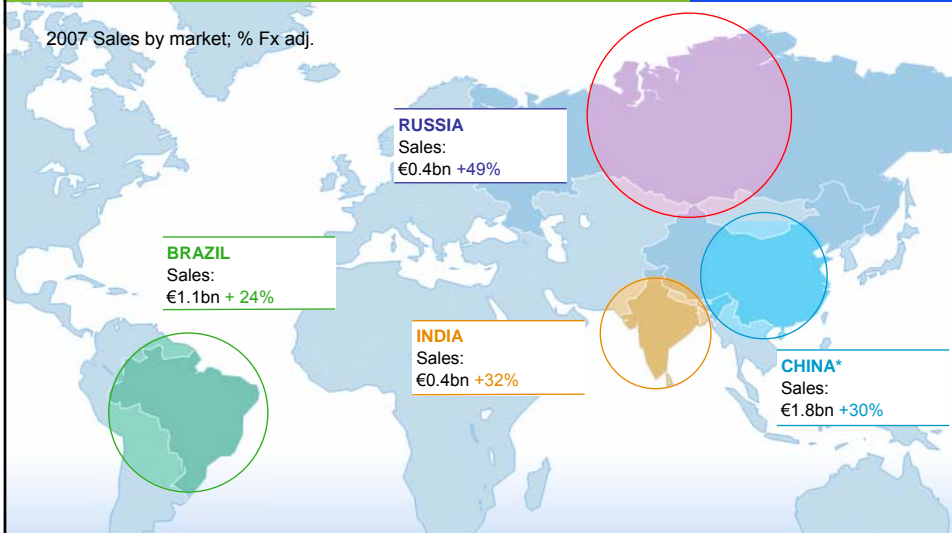 2007 Sales by market; % Fx adj.
RUSSIA
Sales:
€0.4bn +49%
BRAZIL
Sales:
€1.1bn + 24%
INDIA
Sales:
€0.4bn +32%
CHINA*
Sales:
€1.8bn +30%